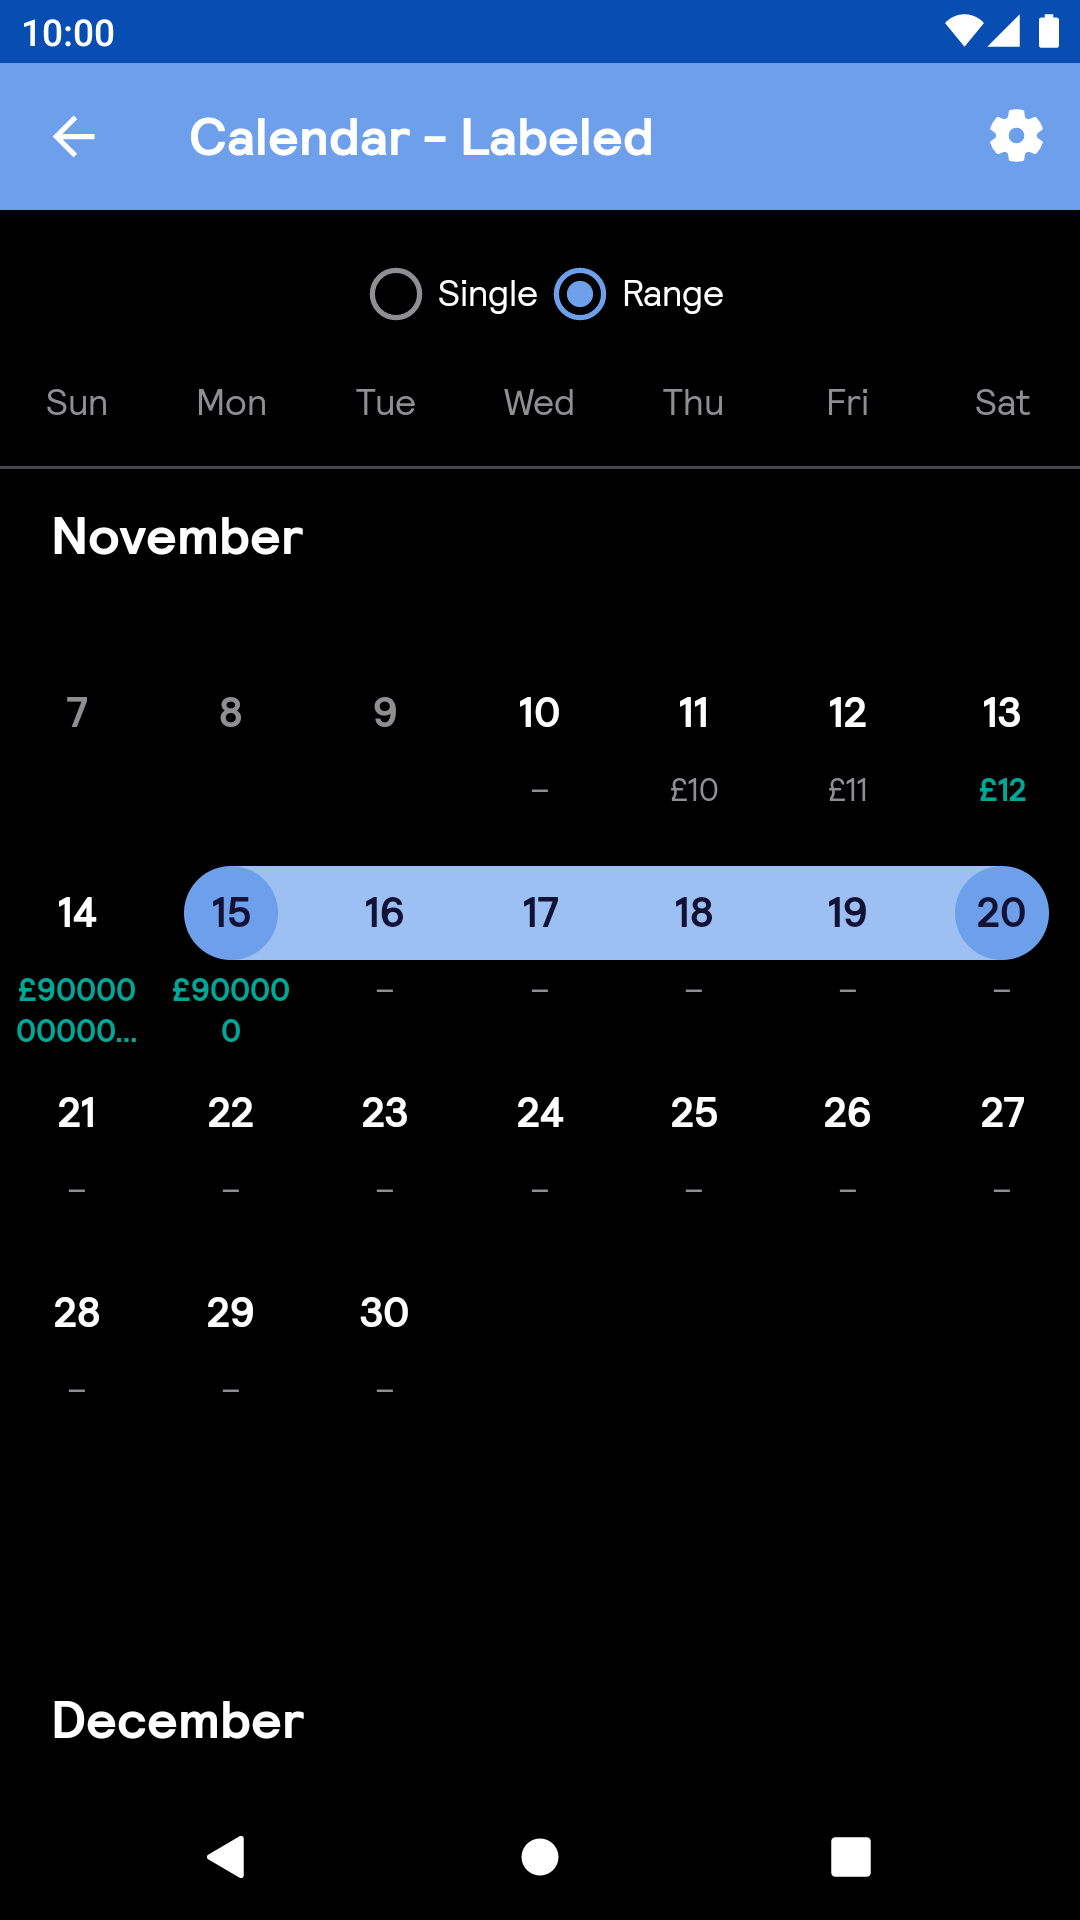 10:00
Calendar - Labeled
Single Range
Sun Mon Tue Wed Thu Fri Sat
November
7 8 9 10 11 12 13
– £10 £11 £12
14 15 16 17 18 19 20
£90000 £90000 – – – – –
00000... 0
21 22 23 24 25 26 27
– – – – – – –
28 29 30
– – –
December